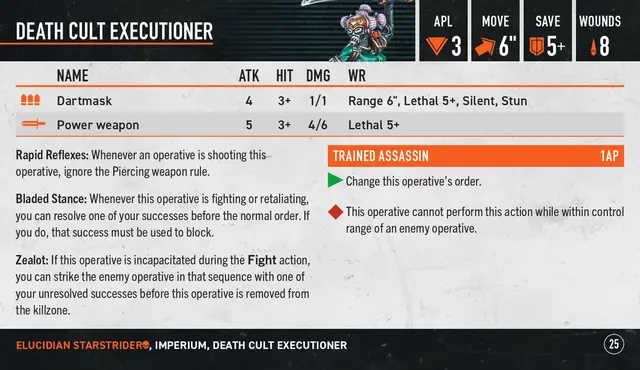 DEATH CULT EXECUTIONER
APL MOVE SAVE WOUNDS
3 6" 5+ 8
NAME ATK HIT DMG WR
Dartmask 4 3+ 1/1 Range 6", Lethal 5+, Silent, Stun
Power weapon 5 3+ 4/6 Lethal 5+
Rapid Reflexes: Whenever an operative is shooting this
operative, ignore the Piercing weapon rule.
Bladed Stance: Whenever this operative is fighting or retaliating,
you can resolve one of your successes before the normal order. If
you do, that success must be used to block.
Zealot: If this operative is incapacitated during the Fight action,
you can strike the enemy operative in that sequence with one of
your unresolved successes before this operative is removed from
the killzone.
TRAINED ASSASSIN 1AP
Change this operative's order.
This operative cannot perform this action while within control
range of an enemy operative.
ELUCIDIAN STARSTRIDER, IMPERIUM, DEATH CULT EXECUTIONER
25